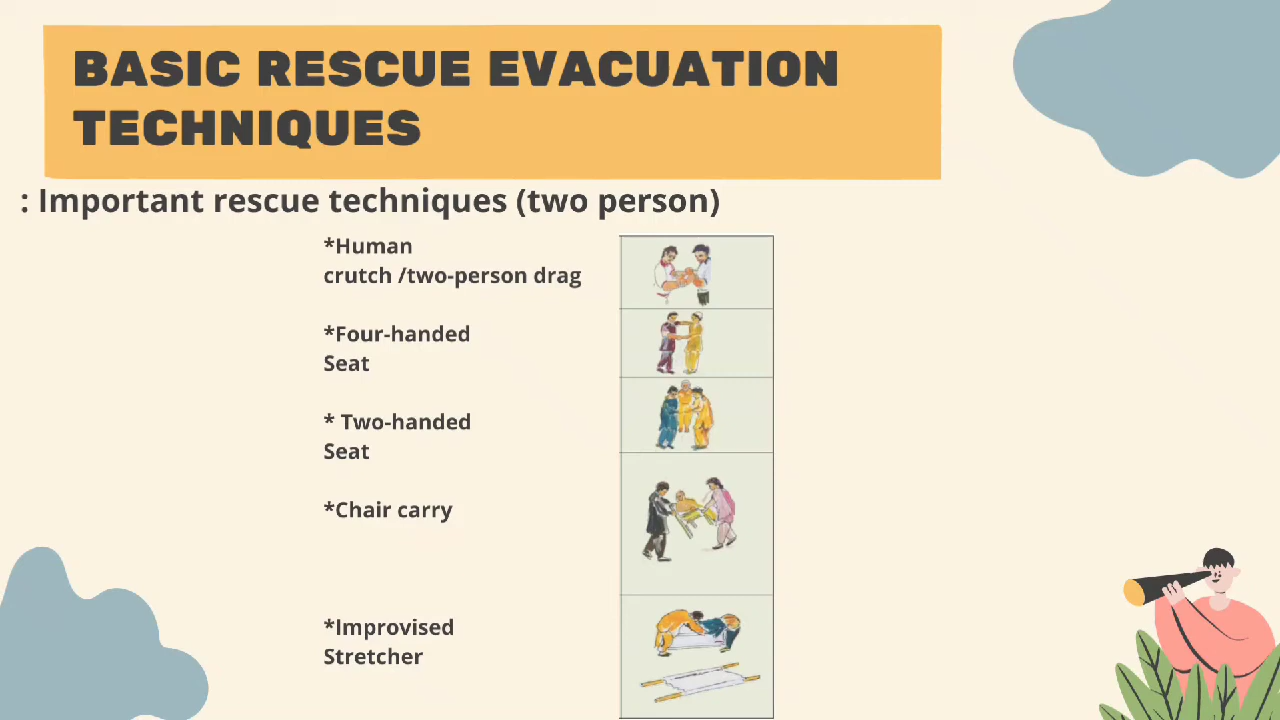 BASIC RESCUE EVACUATION
TECHNIQUES
: Important rescue techniques (two person)
*Human
crutch /two-person drag
*Four-handed
Seat
* Two-handed
Seat
*Chair carry
*Improvised
Stretcher